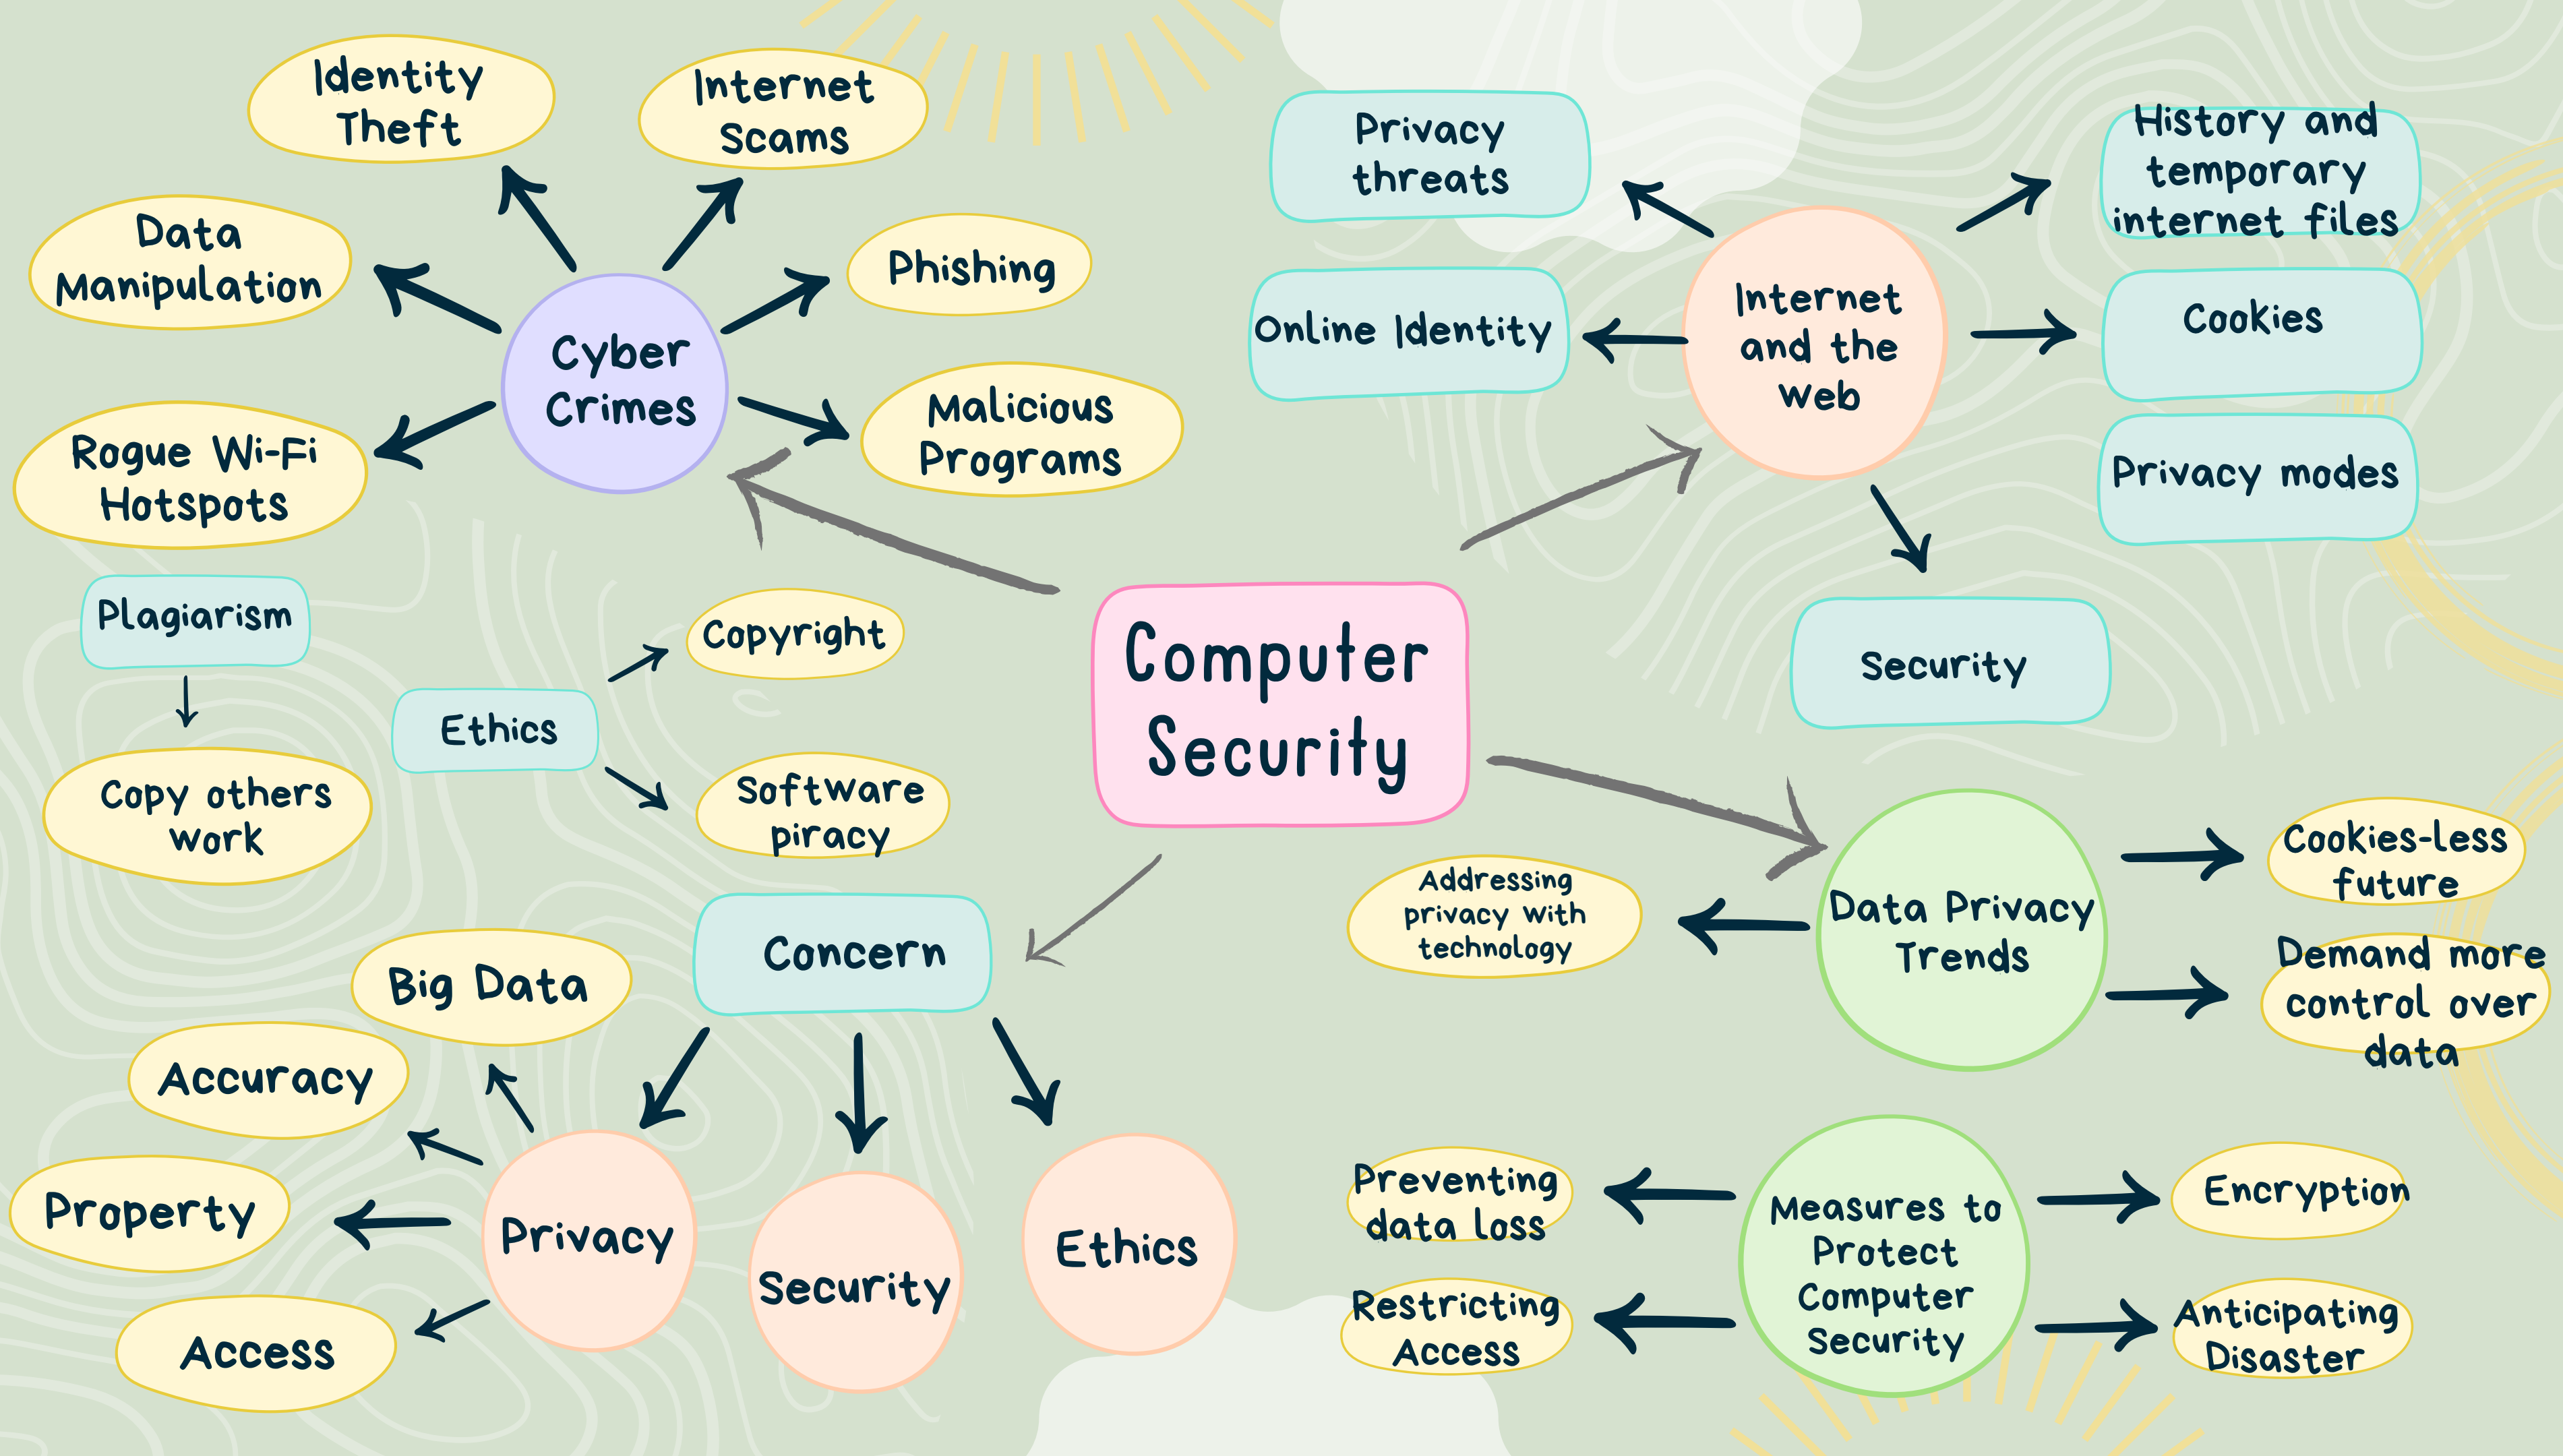 Identity
Theft
Internet
Scams
Data
Manipulation
Phishing
Cyber
Crimes
Malicious
Programs
Rogue Wi-Fi
Hotspots
Privacy
threats
History and
temporary
internet files
Online Identity
Internet
and the
web
Cookies
Privacy modes
Security
Computer
Security
Plagiarism
Copy others
work
Ethics
Copyright
Software
piracy
Concern
Big Data
Accuracy
Property
Access
Privacy
Security
Ethics
Addressing
privacy with
technology
Data Privacy
Trends
Cookies-less
future
Demand more
control over
data
Preventing
data loss
Restricting
Access
Measures to
Protect
Computer
Security
Encryption
Anticipating
Disaster